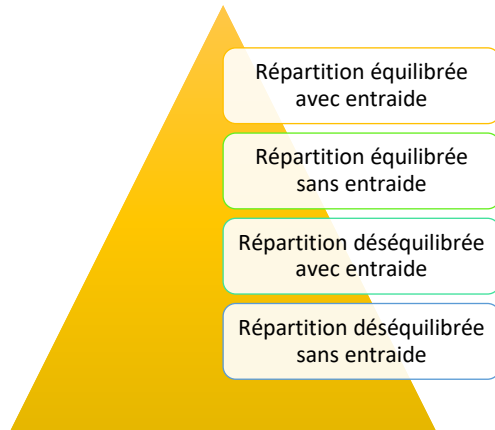 Répartition équilibrée
avec entraide
Répartition équilibrée
sans entraide
Répartition déséquilibrée
avec entraide
Répartition déséquilibrée
sans entraide